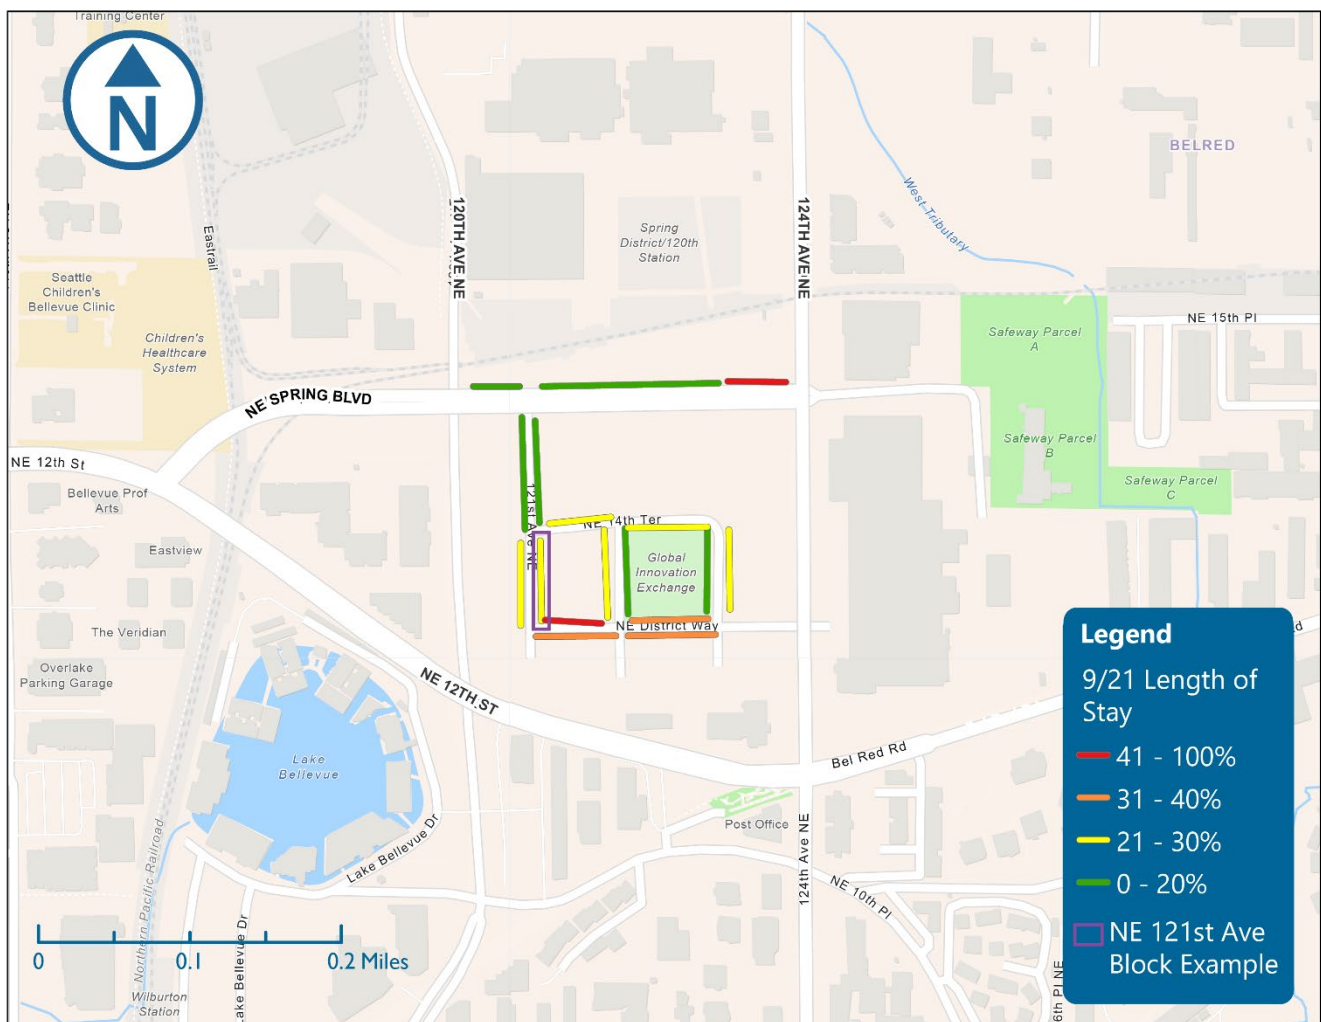 Training Center
N
BELRED
120TH AVE NE
124TH AVE NE
West Tributary
Spring
District/120th
Station
Eastrail
Seattle
Children's
Bellevue Clinic
Children's
Healthcare
System
NE 15th Pl
Safeway Parcel
A
NE SPRING BLVD
Safeway Parcel
B
NE 12th St
Safeway Parcel
C
Bellevue Prof
Arts
121st Ave NE
NE 14th Ter
Eastview
Global
Innovation
Exchange
The Veridian
NE District Way
Overlake
Parking Garage
NE 12TH ST
Legend
9/21 Length of
Stay
41 - 100%
31 - 40%
21 - 30%
0 - 20%
NE 121st Ave
Block Example
Lake
Bellevue
Bel Red Rd
Rd
Post Office
Lake Bellevue Dr
124th Ave NE
NE 10th Pl
Northern Pacific Railroad
Lake Bellevue Dr
0
0.1
0.2 Miles
Wilburton
Station
6th Pl NE